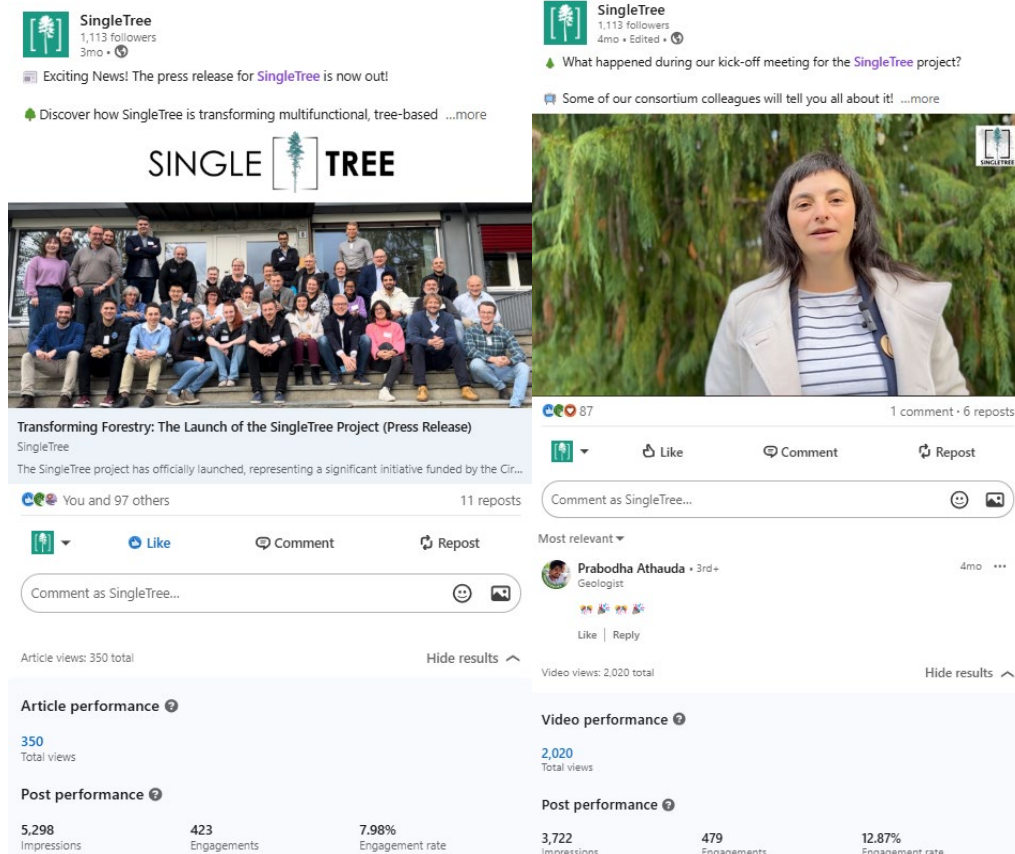 SingleTree
1,113 followers
3mo •
Exciting News! The press release for SingleTree is now out!
Discover how SingleTree is transforming multifunctional, tree-based ...more
SINGLE [ ] TREE
Transforming Forestry: The Launch of the SingleTree Project (Press Release)
SingleTree
The SingleTree project has officially launched, representing a significant initiative funded by the Cir...
You and 97 others
11 reposts
Like
Comment
Repost
Comment as SingleTree...
Article views: 350 total
Hide results
Article performance
350
Total views
Post performance
5,298
423
7.98%
Impressions
Engagements
Engagement rate
SingleTree
1,113 followers
4mo • Edited •
What happened during our kick-off meeting for the SingleTree project?
Some of our consortium colleagues will tell you all about it! ...more
SINGLETREE
87
1 comment • 6 reposts
Like
Comment
Repost
Comment as SingleTree...
Most relevant
Prabodha Athauda • 3rd+
4mo
Geologist
Like | Reply
Video views: 2,020 total
Hide results
Video performance
2,020
Total views
Post performance
3,722
479
12.87%
Impressions
Engagements
Engagement rate